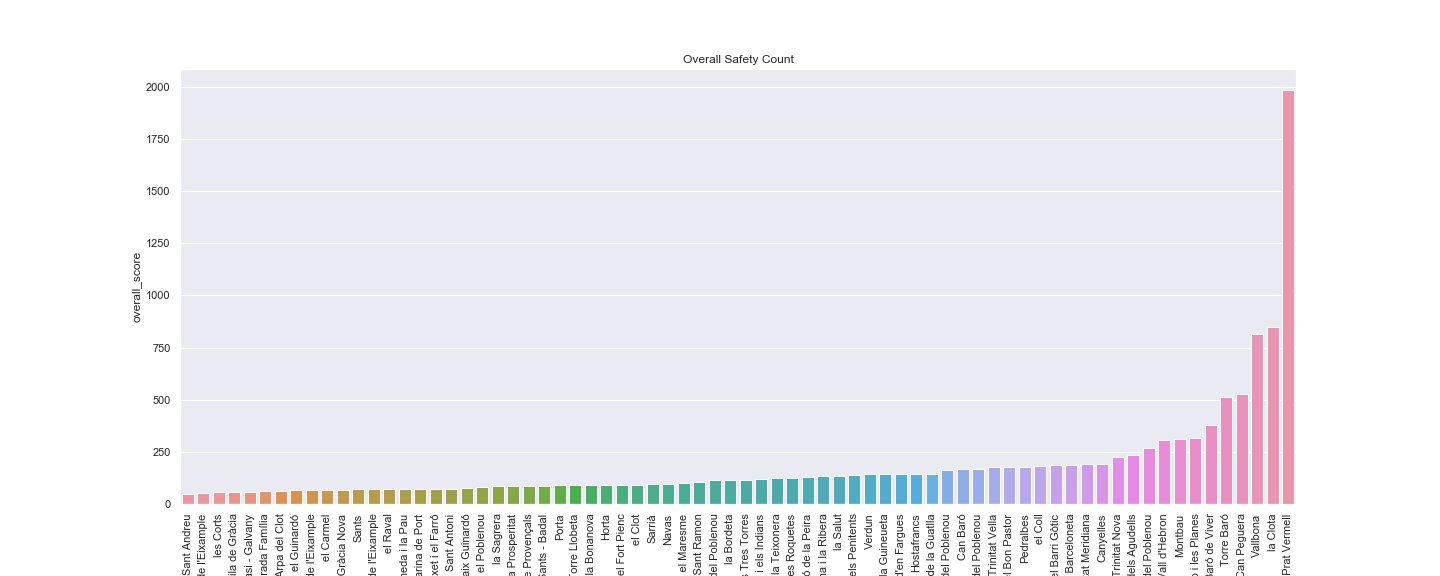 Overall Safety Count
overall_score
2000
1750
1500
1250
1000
750
500
250
0
Sant Andreu
de l'Eixample
les Corts
ila de Gràcia
asi - Galvany
rada Família
Arpa del Clot
el Guinardó
de l'Eixample
el Carmel
Gràcia Nova
Sants
de l'Eixample
el Raval
neda i la Pau
arina de Port
xet i el Farró
Sant Antoni
aix Guinardó
el Poblenou
la Sagrera
a Prosperitat
e Provençals
Sants - Badal
Porta
Torre Llobeta
la Bonanova
Horta
el Fort Pienc
el Clot
Sarrià
Navas
el Maresme
Sant Ramon
del Poblenou
la Bordeta
s Tres Torres
i els Indians
la Teixonera
es Roquetes
ó de la Peira
na i la Ribera
la Salut
els Penitents
Verdun
la Guineueta
d'en Fargues
Hostafrancs
de la Guatlla
del Poblenou
Can Baró
del Poblenou
Trinitat Vella
el Bon Pastor
Pedralbes
el Coll
el Barri Gòtic
Barceloneta
at Meridiana
Canyelles
Trinitat Nova
dels Agudells
del Poblenou
Vall d'Hebron
Montbau
o i les Planes
Baró de Viver
Torre Baró
Can Peguera
Vallbona
la Clota
Prat Vermell